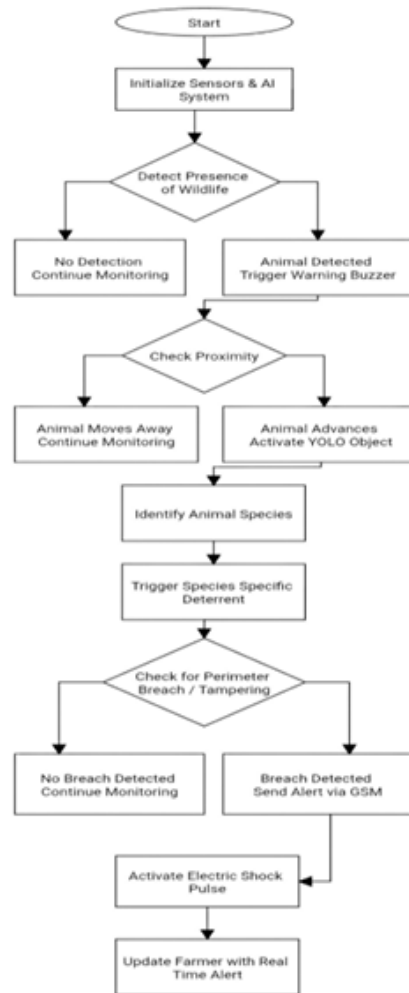 Start
Initialize Sensors & AI
System
Detect Presence
of Wildlife
No Detection
Continue Monitoring
Animal Detected
Trigger Warning Buzzer
Check Proximity
Animal Moves Away
Continue Monitoring
Animal Advances
Activate YOLO Object
Identify Animal Species
Trigger Species Specific
Deterrent
Check for Perimeter
Breach / Tampering
No Breach Detected
Continue Monitoring
Breach Detected
Send Alert via GSM
Activate Electric Shock
Pulse
Update Farmer with Real
Time Alert